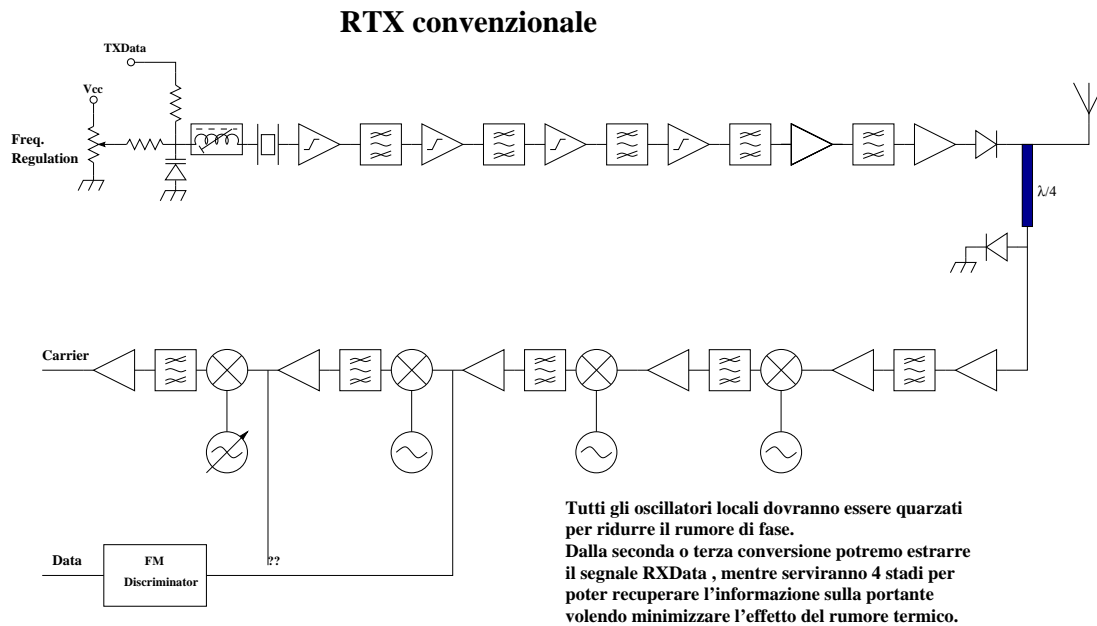 RTX convenzionale
TXData
Vcc
Freq.
Regulation
λ/4
Carrier
Tutti gli oscillatori locali dovranno essere quarzati
per ridurre il rumore di fase.
Dalla seconda o terza conversione potremo estrarre
il segnale RXData , mentre serviranno 4 stadi per
poter recuperare l'informazione sulla portante
volendo minimizzare l'effetto del rumore termico.
Data
FM
Discriminator
??